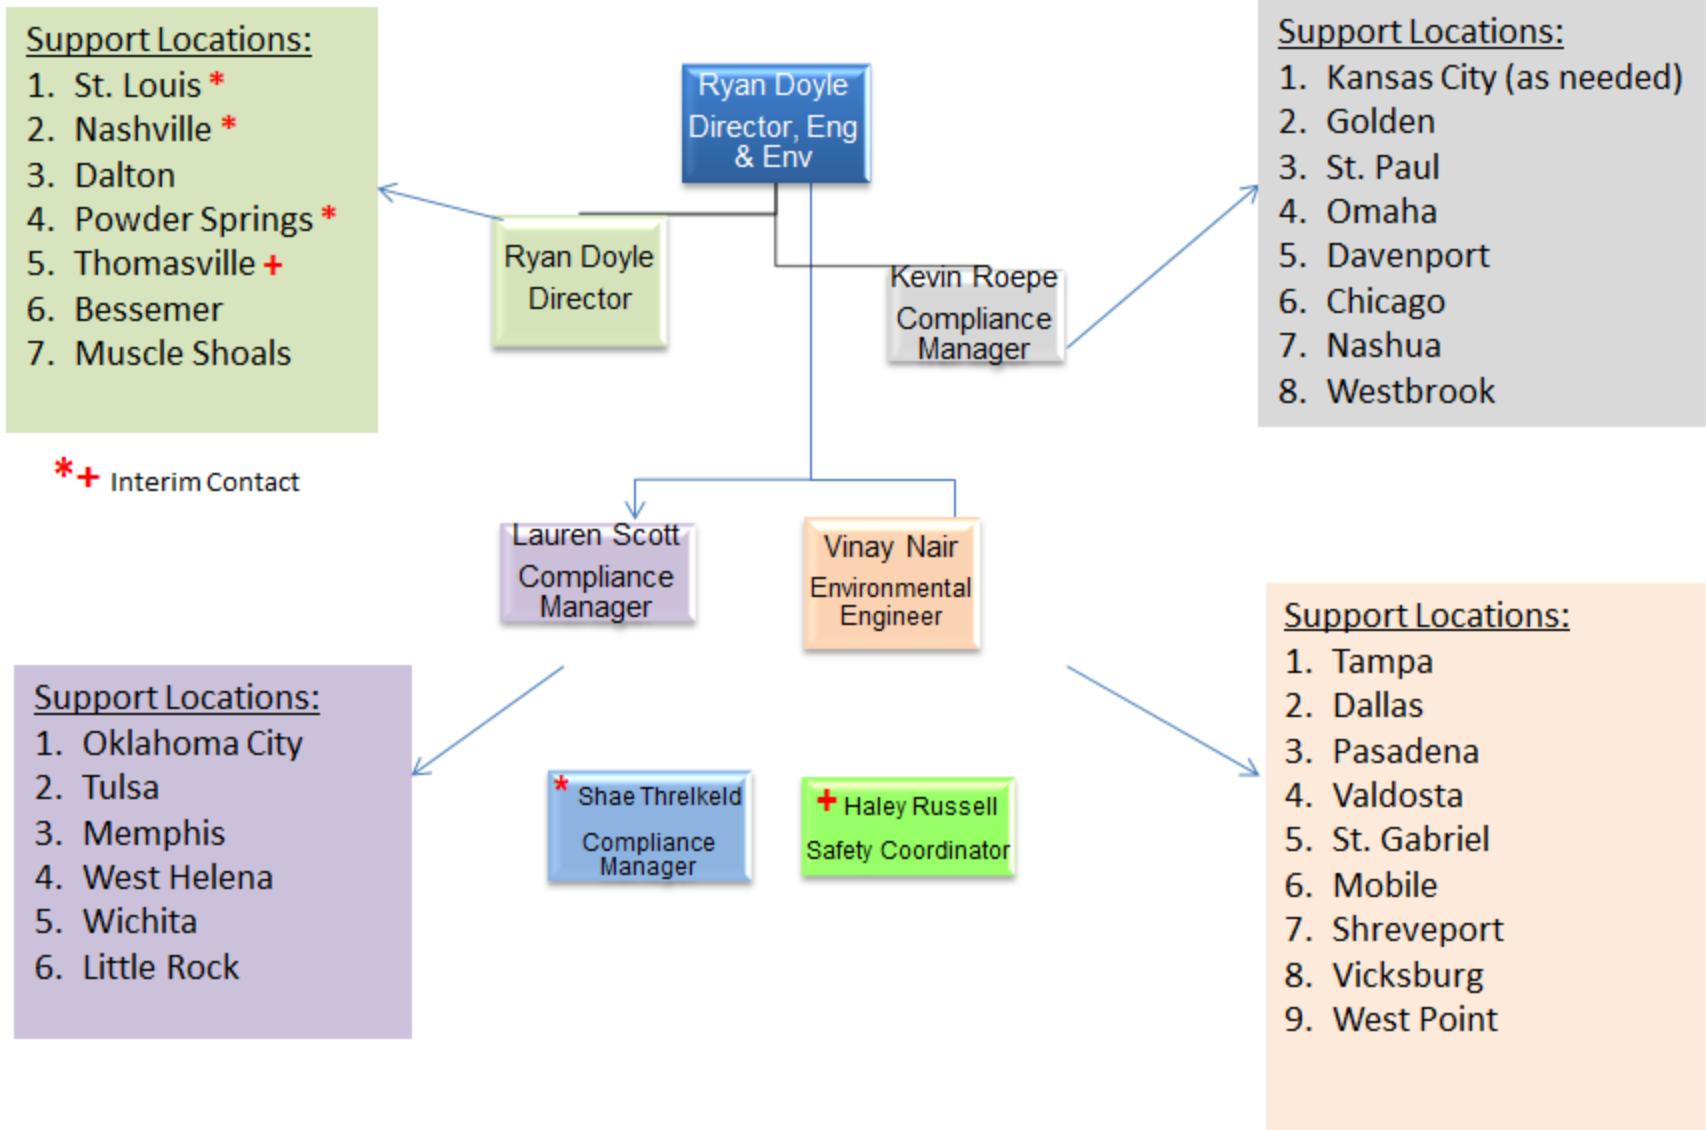 Support Locations:
1. St. Louis *
2. Nashville *
3. Dalton
4. Powder Springs *
5. Thomasville +
6. Bessemer
7. Muscle Shoals
*+ Interim Contact
Ryan Doyle
Director, Eng
& Env
Ryan Doyle
Director
Kevin Roepe
Compliance
Manager
Support Locations:
1. Kansas City (as needed)
2. Golden
3. St. Paul
4. Omaha
5. Davenport
6. Chicago
7. Nashua
8. Westbrook
Lauren Scott
Compliance
Manager
Vinay Nair
Environmental
Engineer
Support Locations:
1. Oklahoma City
2. Tulsa
3. Memphis
4. West Helena
5. Wichita
6. Little Rock
* Shae Threlkeld
Compliance
Manager
+ Haley Russell
Safety Coordinator
Support Locations:
1. Tampa
2. Dallas
3. Pasadena
4. Valdosta
5. St. Gabriel
6. Mobile
7. Shreveport
8. Vicksburg
9. West Point